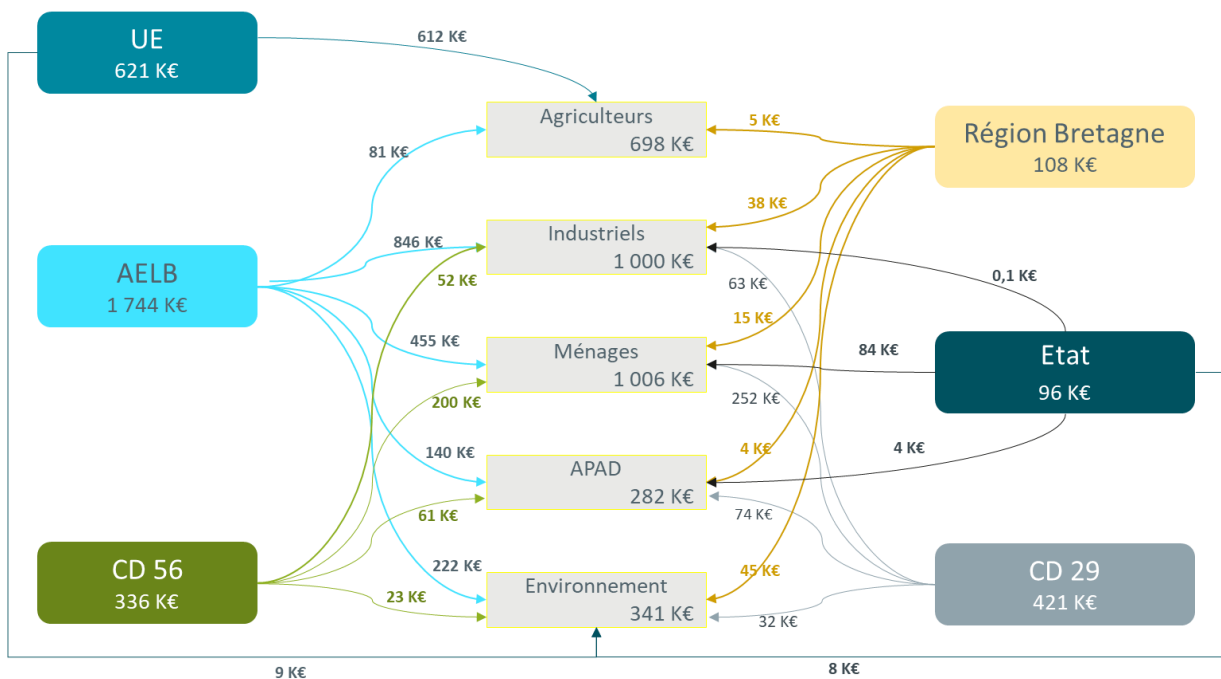 UE
621 K€
612 K€
Agriculteurs
698 K€
5 K€
Région Bretagne
108 K€
81 K€
38 K€
Industriels
1 000 K€
846 K€
52 K€
AELB
1 744 K€
63 K€
0,1 K€
15 K€
455 K€
Ménages
1 006 K€
84 K€
Etat
96 K€
200 K€
252 K€
140 K€
4 K€
4 K€
APAD
282 K€
61 K€
74 K€
CD 56
336 K€
222 K€
23 K€
Environnement
341 K€
45 K€
32 K€
CD 29
421 K€
9 K€
8 K€